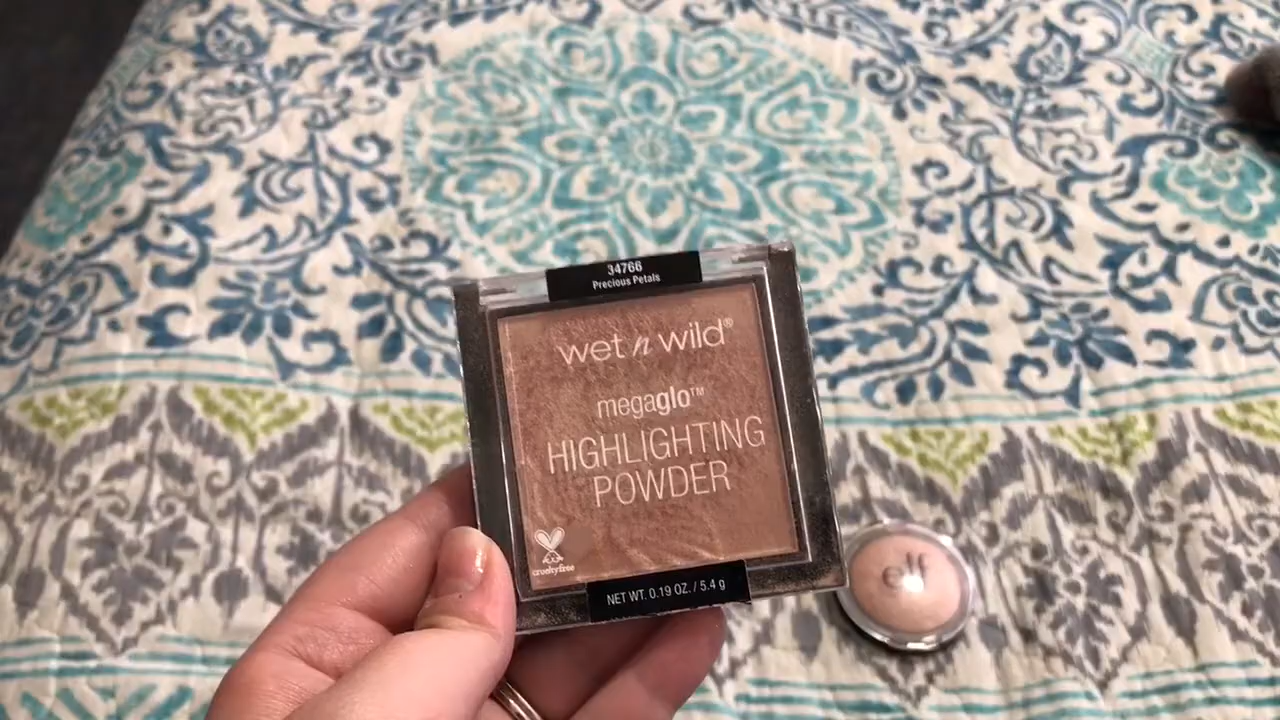 34766
Precious Petals
wet n wild®
megaglo™
HIGHLIGHTING
POWDER
crueltyfree
NET WT. 0.19 OZ. / 5.4 g
elf